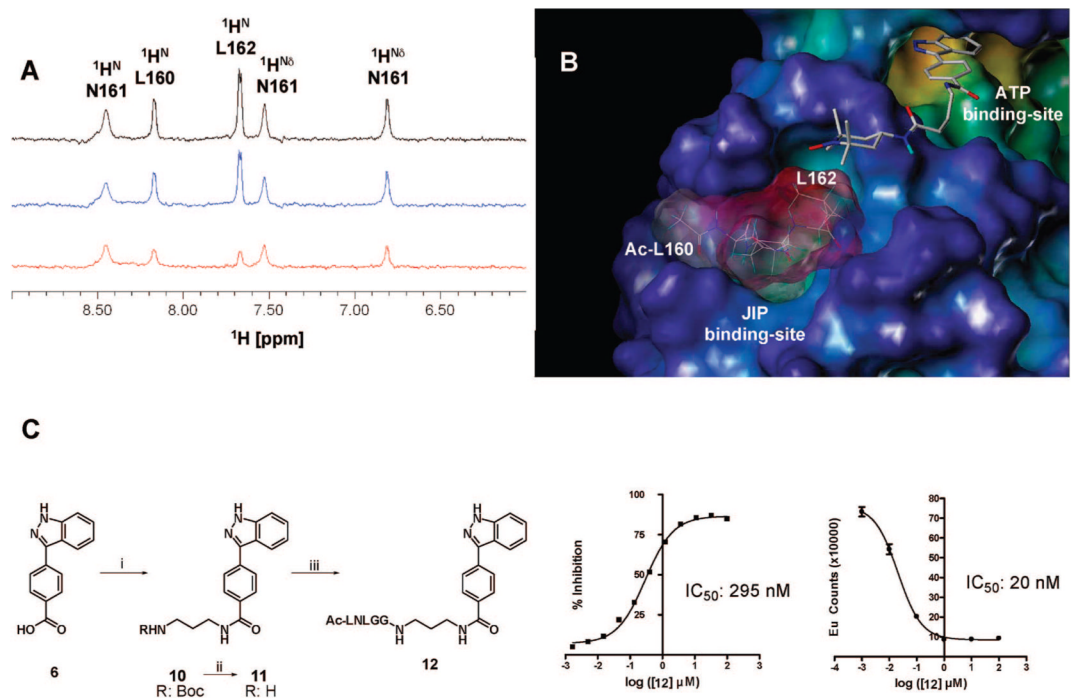 A
¹Hᴺ
N161
¹Hᴺ
L160
¹Hᴺ
L162
¹Hᴺᵟ
N161
¹Hᴺᵟ
N161
8.50 8.00 7.50 7.00 6.50
¹H [ppm]
B
ATP
binding-site
L162
Ac-L160
JIP
binding-site
C
H
N
N
HO
O
6
i
H
N
N
RHN
N
H
O
10
R: Boc
ii
11
R: H
iii
H
N
N
Ac-LNLGG
N
H
N
H
O
12
% Inhibition
100
75
50
25
0
-3 -2 -1 0 1 2 3
log ([12] µM)
IC₅₀: 295 nM
Eu Counts (x10000)
80
70
60
50
40
30
20
10
0
-4 -3 -2 -1 0 1 2 3
log ([12] µM)
IC₅₀: 20 nM